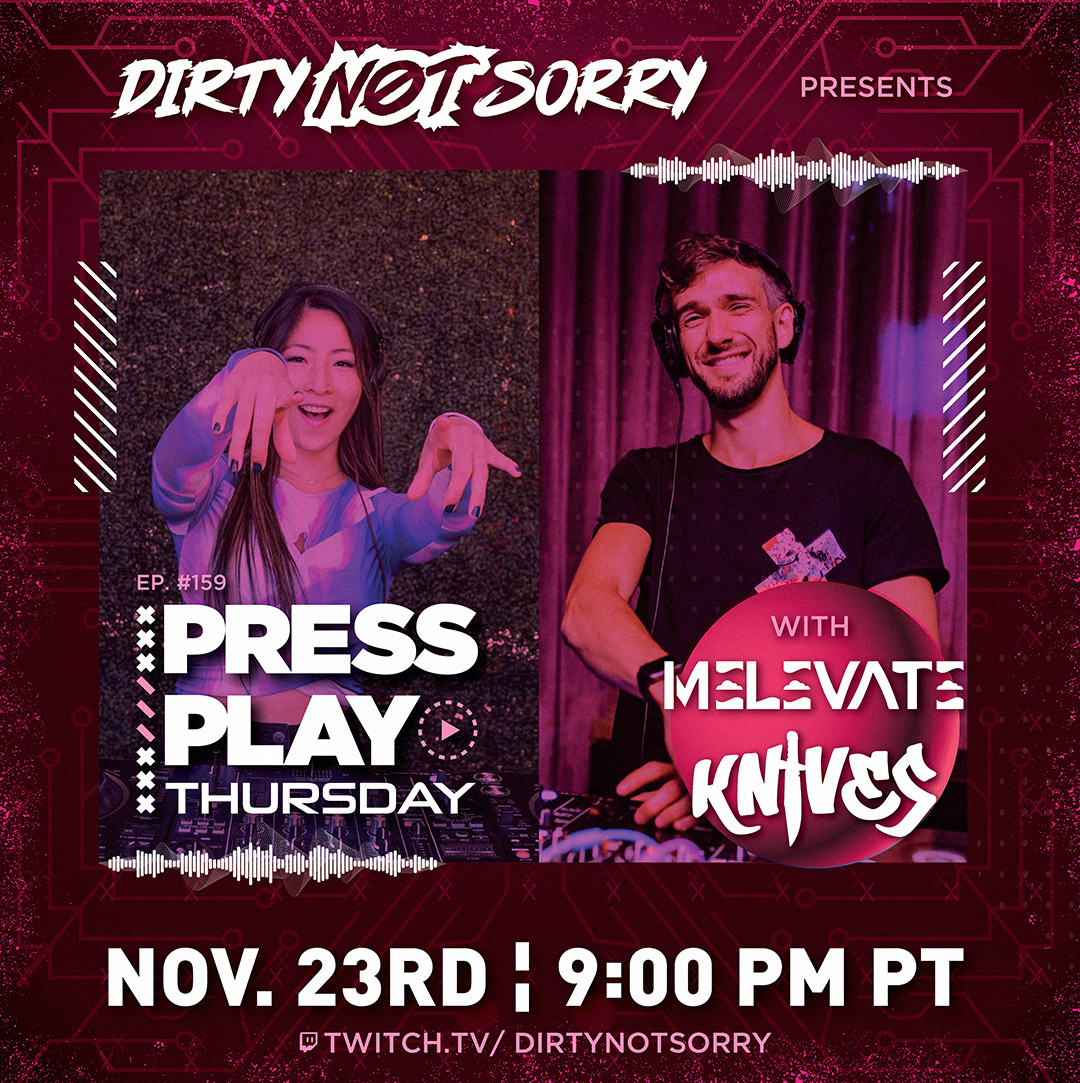 DIRTY NOT SORRY
PRESENTS
EP. #159
PRESS
PLAY
THURSDAY
WITH
MELEVATE
KNIVES
NOV. 23RD ¦ 9:00 PM PT
TWITCH.TV/ DIRTYNOTSORRY